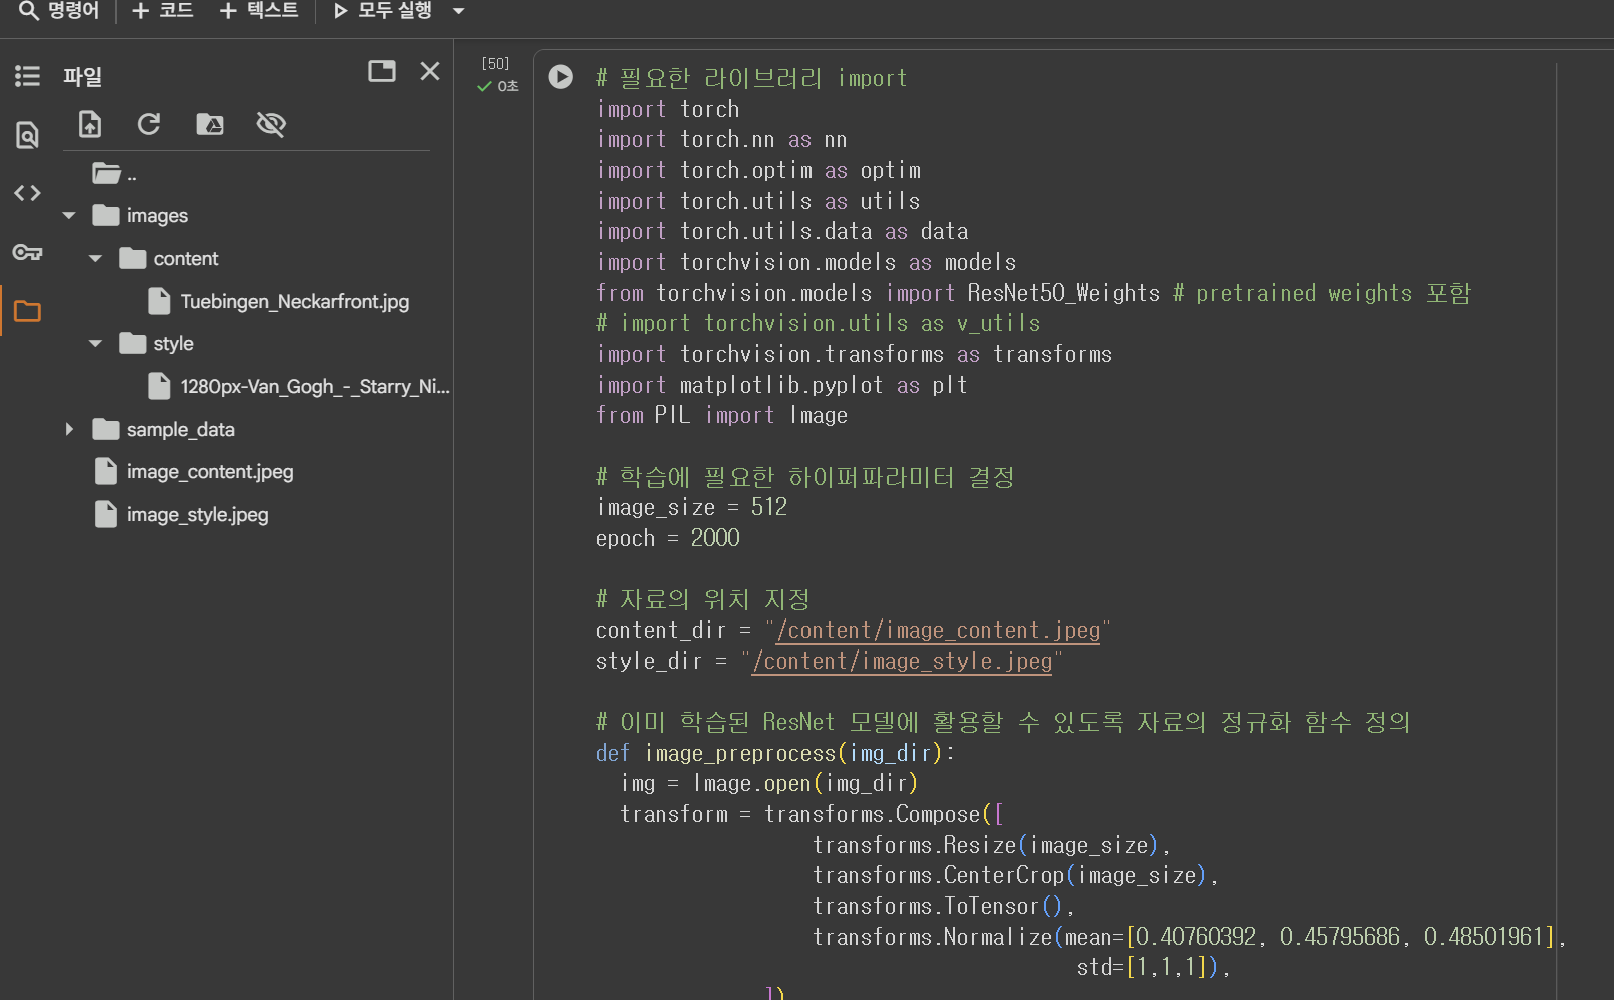 명령어 + 코드 + 텍스트 모두 실행
파일
..
images
content
Tuebingen_Neckarfront.jpg
style
1280px-Van_Gogh_-_Starry_Ni...
sample_data
image_content.jpeg
image_style.jpeg
[50]
0초
# 필요한 라이브러리 import
import torch
import torch.nn as nn
import torch.optim as optim
import torch.utils as utils
import torch.utils.data as data
import torchvision.models as models
from torchvision.models import ResNet50_Weights # pretrained weights 포함
# import torchvision.utils as v_utils
import torchvision.transforms as transforms
import matplotlib.pyplot as plt
from PIL import Image
# 학습에 필요한 하이퍼파라미터 결정
image_size = 512
epoch = 2000
# 자료의 위치 지정
content_dir = "/content/image_content.jpeg"
style_dir = "/content/image_style.jpeg"
# 이미 학습된 ResNet 모델에 활용할 수 있도록 자료의 정규화 함수 정의
def image_preprocess(img_dir):
img = Image.open(img_dir)
transform = transforms.Compose([
transforms.Resize(image_size),
transforms.CenterCrop(image_size),
transforms.ToTensor(),
transforms.Normalize(mean=[0.40760392, 0.45795686, 0.48501961],
std=[1,1,1]),
])